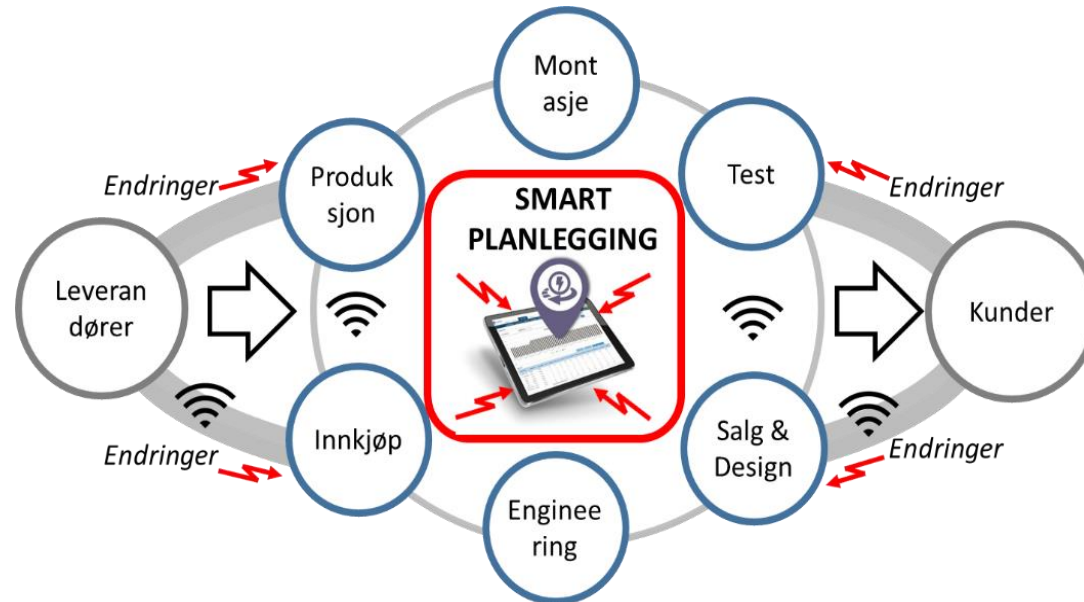 Mont
asje
Produk
sjon
Test
Endringer
Endringer
SMART
PLANLEGGING
Leveran
dører
Kunder
Innkjøp
Salg &
Design
Endringer
Endringer
Enginee
ring